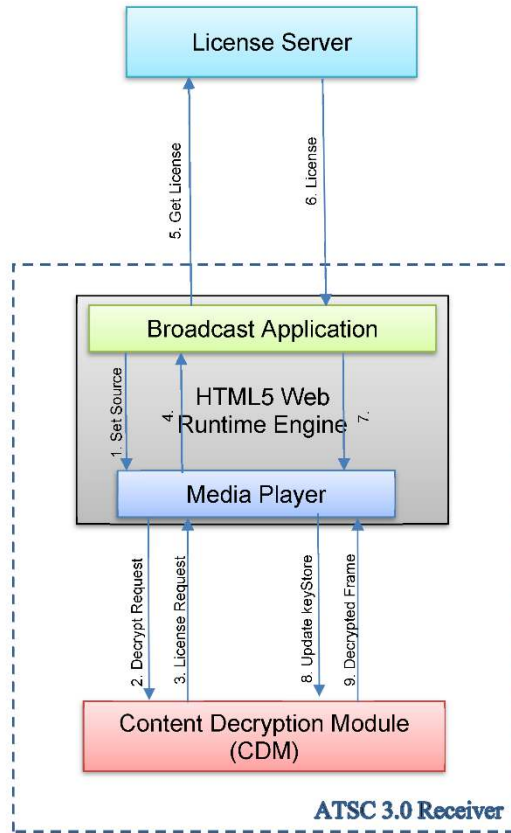 License Server
5. Get License
6. License
Broadcast Application
1. Set Source
4.
HTML5 Web
Runtime Engine
7.
Media Player
2. Decrypt Request
3. License Request
8. Update keyStore
9. Decrypted Frame
Content Decryption Module
(CDM)
ATSC 3.0 Receiver